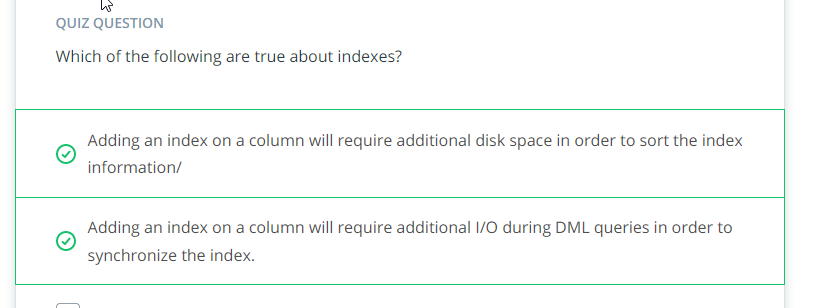 QUIZ QUESTION
Which of the following are true about indexes?
Adding an index on a column will require additional disk space in order to sort the index
information/
Adding an index on a column will require additional I/O during DML queries in order to
synchronize the index.